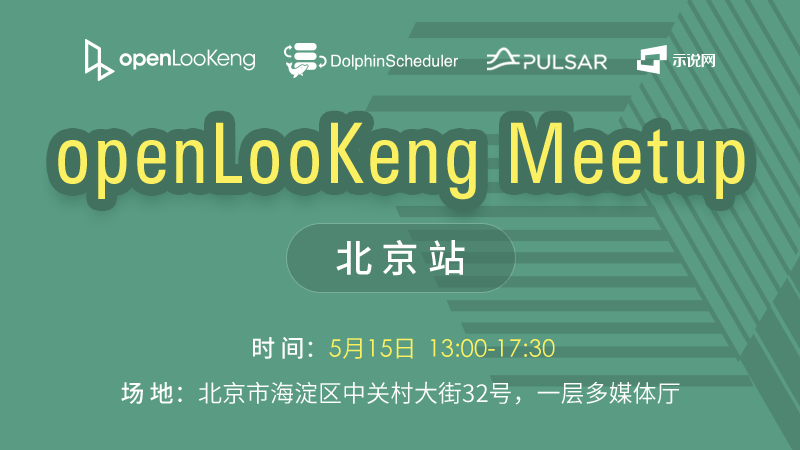 openLooKeng DolphinScheduler PULSAR 示说网
openLooKeng Meetup
北京站
时 间：5月15日 13:00-17:30
场 地：北京市海淀区中关村大街32号，一层多媒体厅